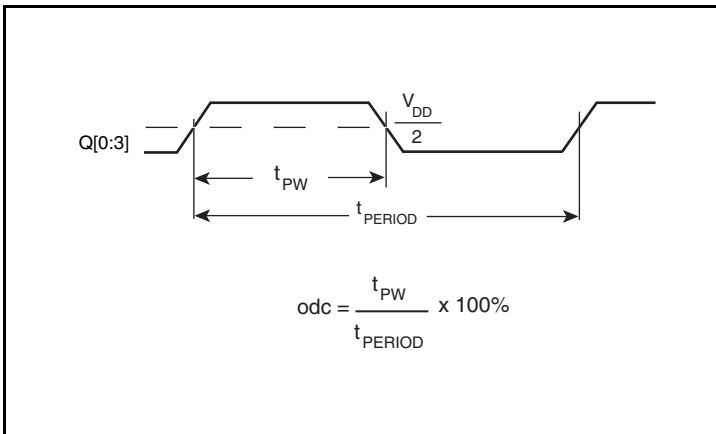 V_DD
2
Q[0:3]
t_PW
t_PERIOD
odc = t_PW / t_PERIOD x 100%